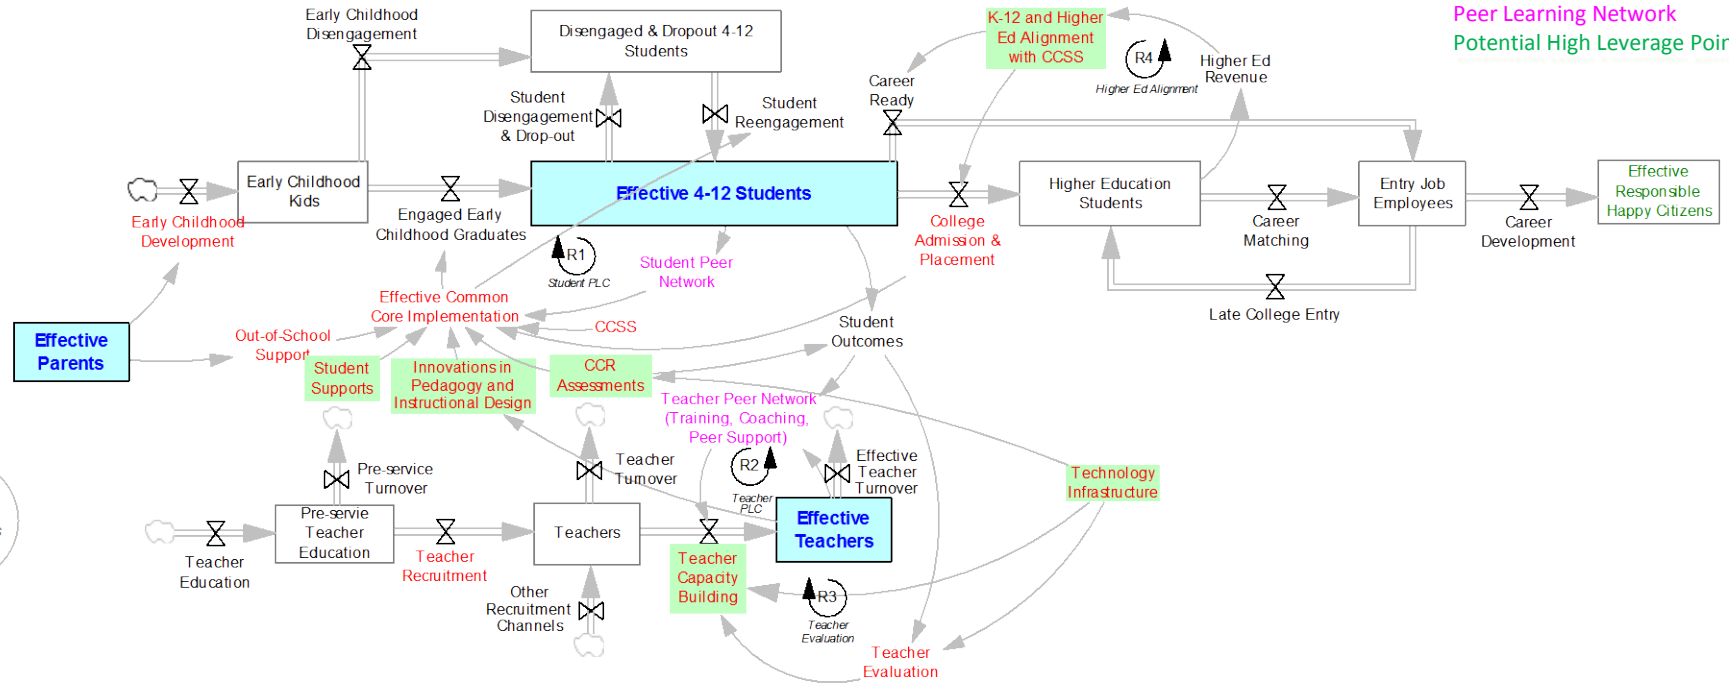 Peer Learning Network
Potential High Leverage Poin
Early Childhood
Disengagement
Disengaged & Dropout 4-12
Students
K-12 and Higher
Ed Alignment
with CCSS
R4
Higher Ed Alignment
Higher Ed
Revenue
Career
Ready
Student
Disengagement
& Drop-out
Student
Reengagement
Early Childhood
Kids
Effective 4-12 Students
Higher Education
Students
Entry Job
Employees
Effective
Responsible
Happy Citizens
Early Childhood
Development
Engaged Early
Childhood Graduates
College
Admission &
Placement
Career
Matching
Career
Development
R1
Student PLC
Student Peer
Network
Late College Entry
Effective Common
Core Implementation
CCSS
Student
Outcomes
Effective
Parents
Out-of-School
Support
Student
Supports
Innovations in
Pedagogy and
Instructional Design
CCR
Assessments
Teacher Peer Network
(Training, Coaching,
Peer Support)
R2
Teacher
PLC
Effective
Teacher
Turnover
Technology
Infrastructure
Pre-service
Turnover
Teacher
Turnover
Pre-servie
Teacher
Education
Teachers
Effective
Teachers
Teacher
Education
Teacher
Recruitment
Other
Recruitment
Channels
Teacher
Capacity
Building
R3
Teacher
Evaluation
Teacher
Evaluation